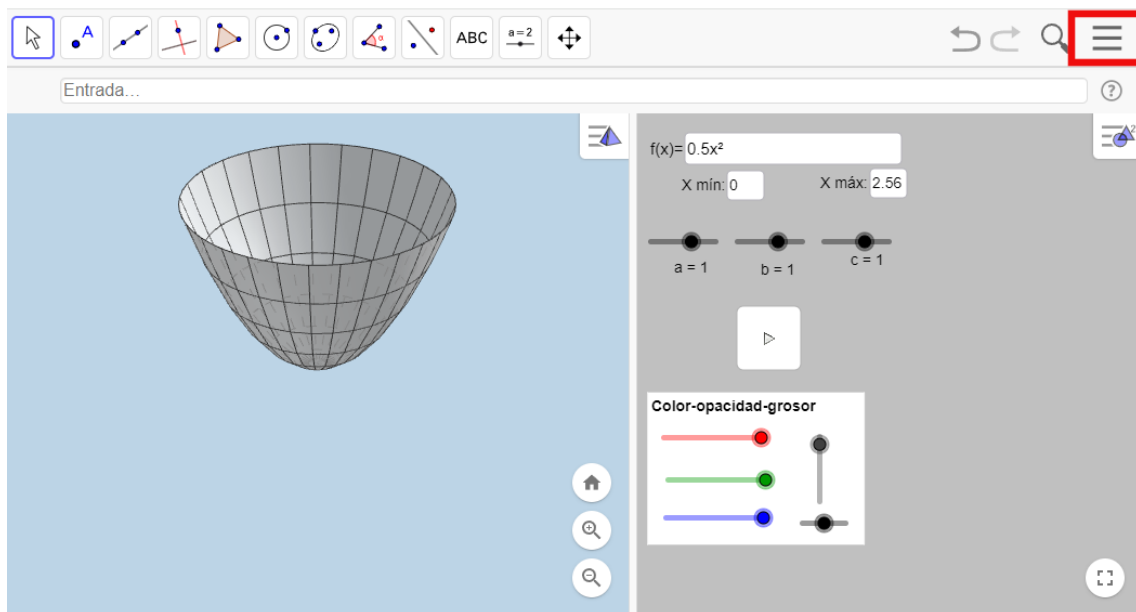 A
α
ABC
a=2
Entrada...
?
f(x)= 0.5x²
X mín: 0
X máx: 2.56
a = 1
b = 1
c = 1
Color-opacidad-grosor